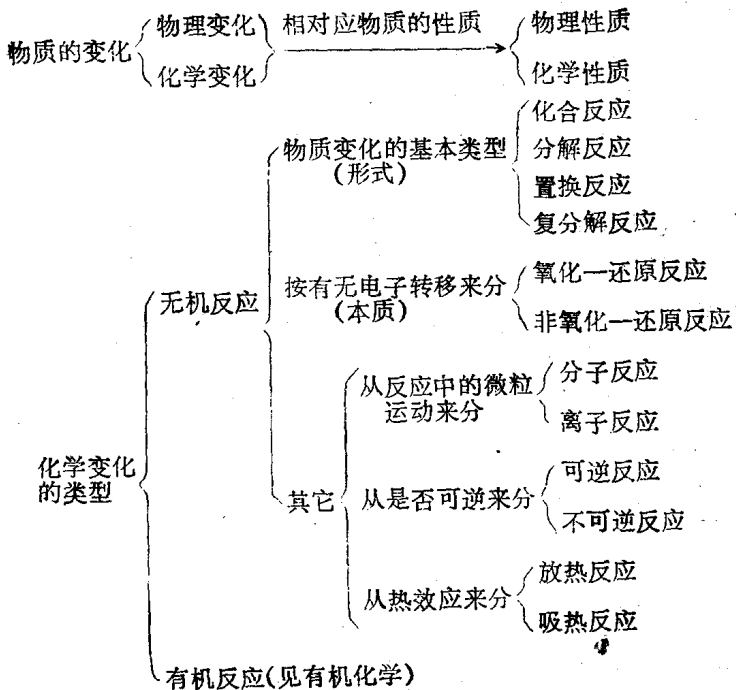 物质的变化
物理变化
化学变化
相对应物质的性质
物理性质
化学性质
化学变化
的类型
无机反应
物质变化的基本类型
(形式)
化合反应
分解反应
置换反应
复分解反应
按有无电子转移来分
(本质)
氧化—还原反应
非氧化—还原反应
其它
从反应中的微粒
运动来分
分子反应
离子反应
从是否可逆来分
可逆反应
不可逆反应
从热效应来分
放热反应
吸热反应
有机反应(见有机化学)